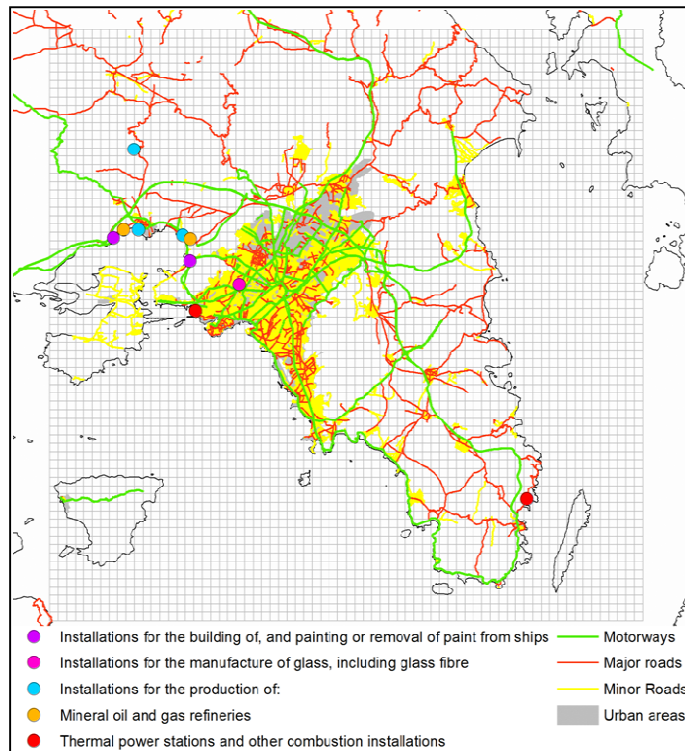 Installations for the building of, and painting or removal of paint from ships
Installations for the manufacture of glass, including glass fibre
Installations for the production of:
Mineral oil and gas refineries
Thermal power stations and other combustion installations
Motorways
Major roads
Minor Roads
Urban areas